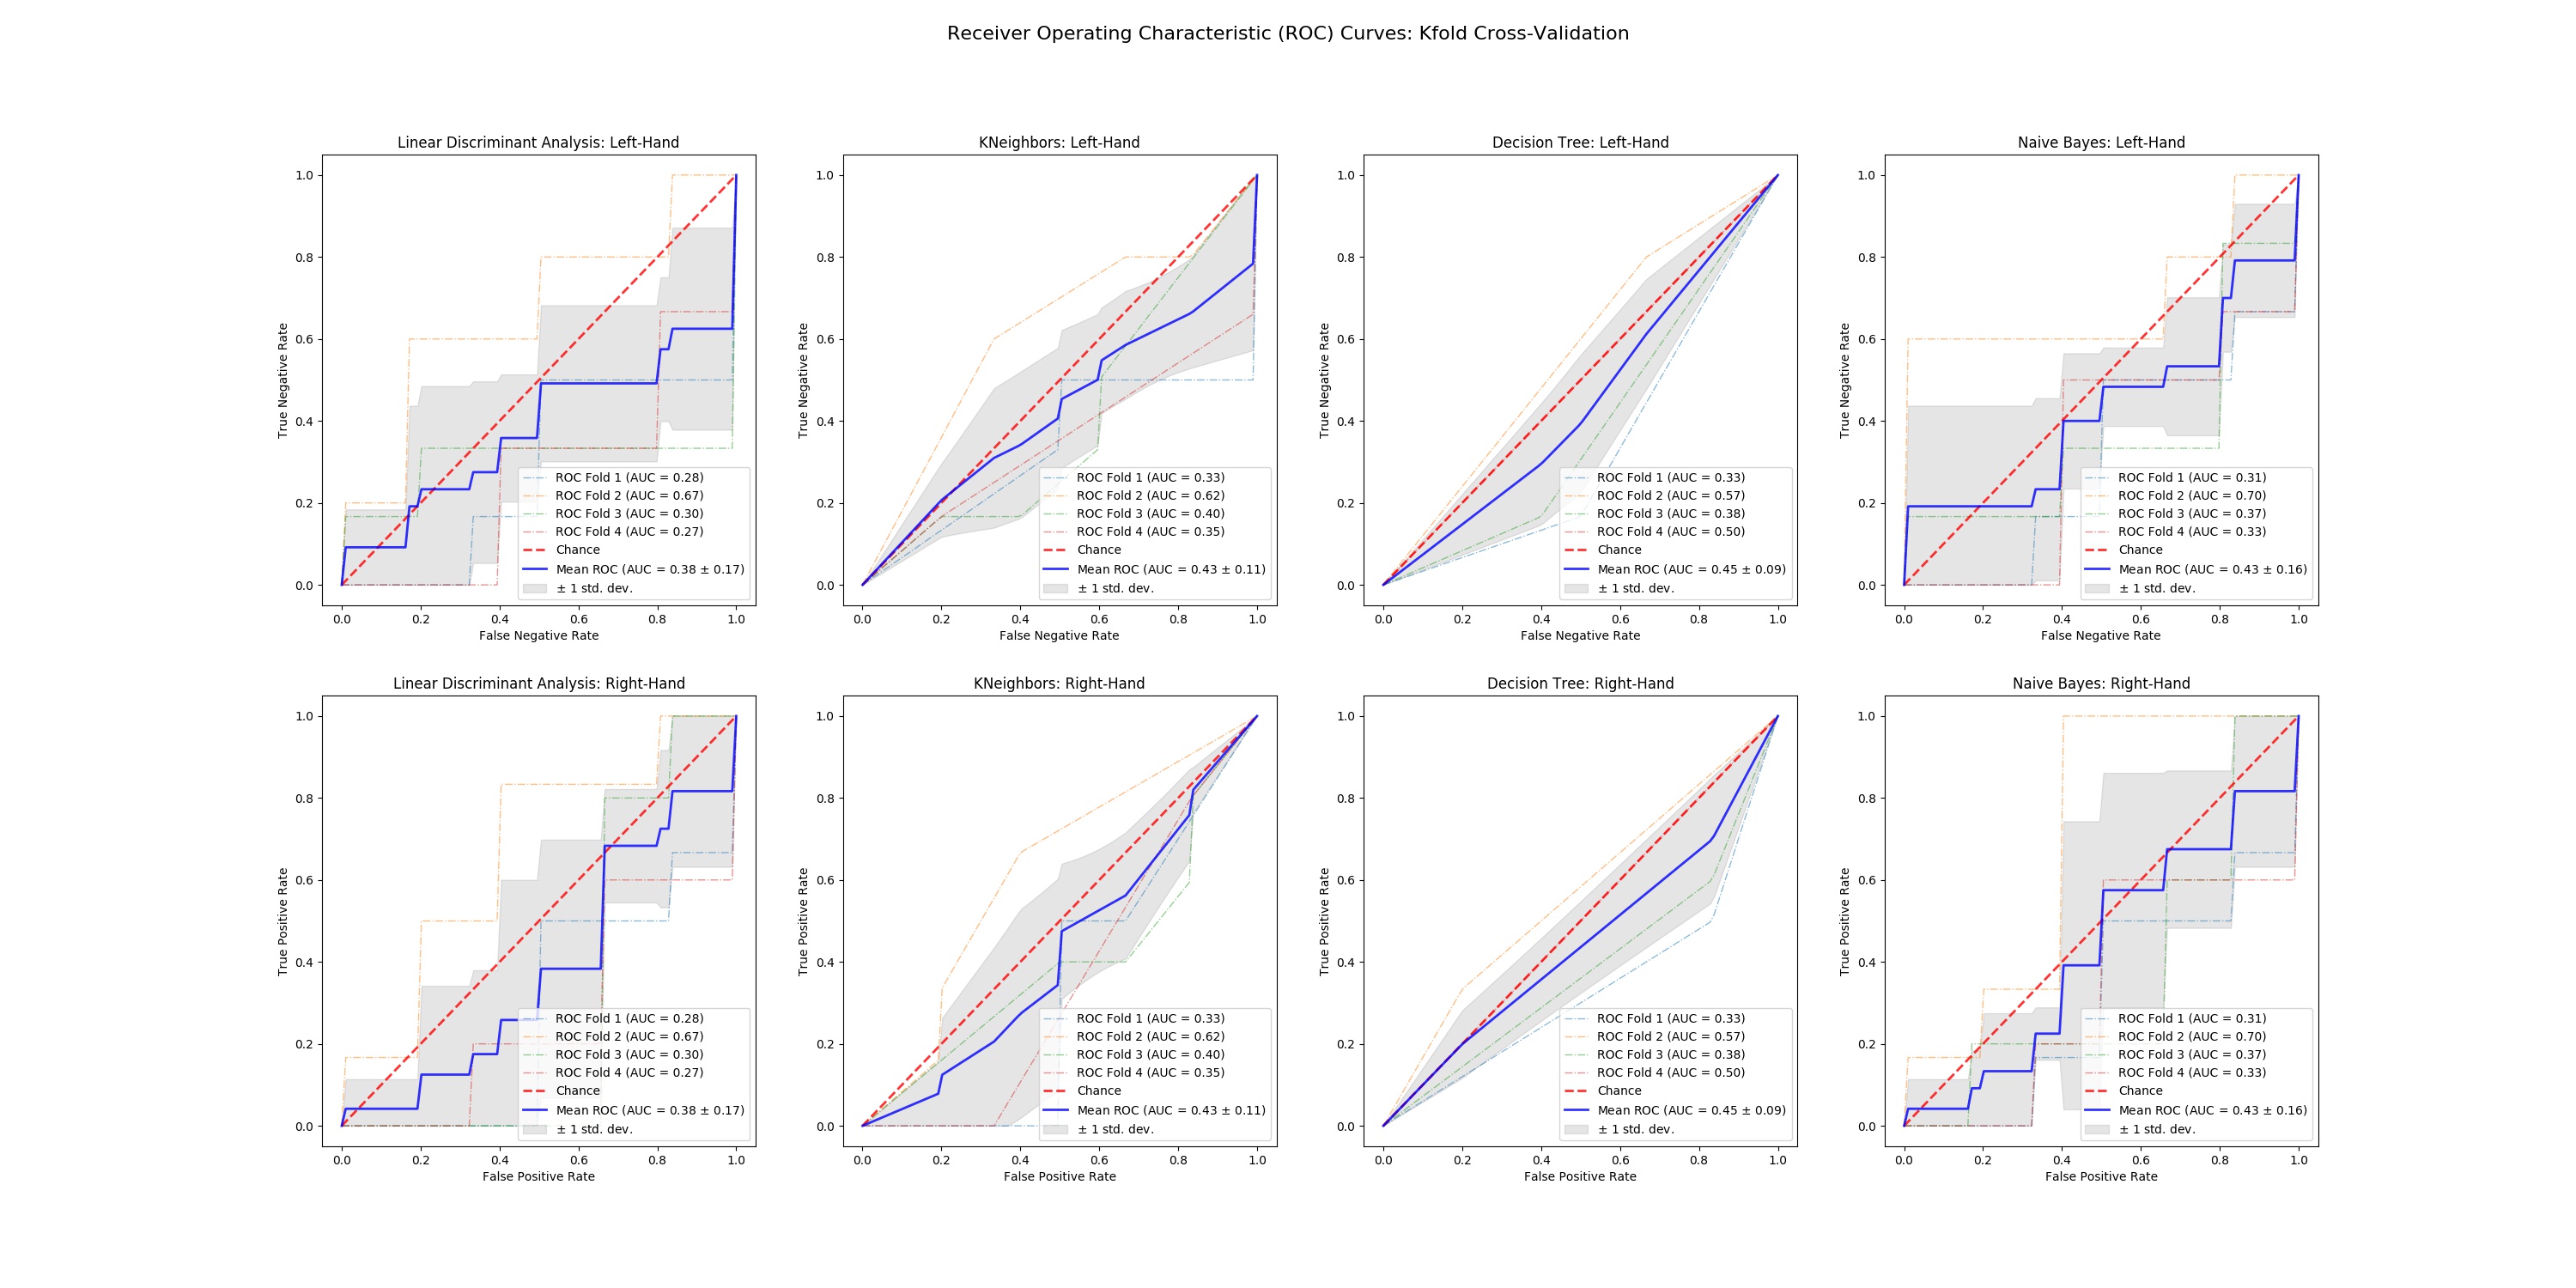 Receiver Operating Characteristic (ROC) Curves: Kfold Cross-Validation
Linear Discriminant Analysis: Left-Hand
True Negative Rate
1.0
0.8
0.6
0.4
0.2
0.0
ROC Fold 1 (AUC = 0.28)
ROC Fold 2 (AUC = 0.67)
ROC Fold 3 (AUC = 0.30)
ROC Fold 4 (AUC = 0.27)
Chance
Mean ROC (AUC = 0.38 ± 0.17)
± 1 std. dev.
0.0 0.2 0.4 0.6 0.8 1.0
False Negative Rate
KNeighbors: Left-Hand
True Negative Rate
1.0
0.8
0.6
0.4
0.2
0.0
ROC Fold 1 (AUC = 0.33)
ROC Fold 2 (AUC = 0.62)
ROC Fold 3 (AUC = 0.40)
ROC Fold 4 (AUC = 0.35)
Chance
Mean ROC (AUC = 0.43 ± 0.11)
± 1 std. dev.
0.0 0.2 0.4 0.6 0.8 1.0
False Negative Rate
Decision Tree: Left-Hand
True Negative Rate
1.0
0.8
0.6
0.4
0.2
0.0
ROC Fold 1 (AUC = 0.33)
ROC Fold 2 (AUC = 0.57)
ROC Fold 3 (AUC = 0.38)
ROC Fold 4 (AUC = 0.50)
Chance
Mean ROC (AUC = 0.45 ± 0.09)
± 1 std. dev.
0.0 0.2 0.4 0.6 0.8 1.0
False Negative Rate
Naive Bayes: Left-Hand
True Negative Rate
1.0
0.8
0.6
0.4
0.2
0.0
ROC Fold 1 (AUC = 0.31)
ROC Fold 2 (AUC = 0.70)
ROC Fold 3 (AUC = 0.37)
ROC Fold 4 (AUC = 0.33)
Chance
Mean ROC (AUC = 0.43 ± 0.16)
± 1 std. dev.
0.0 0.2 0.4 0.6 0.8 1.0
False Negative Rate
Linear Discriminant Analysis: Right-Hand
True Positive Rate
1.0
0.8
0.6
0.4
0.2
0.0
ROC Fold 1 (AUC = 0.28)
ROC Fold 2 (AUC = 0.67)
ROC Fold 3 (AUC = 0.30)
ROC Fold 4 (AUC = 0.27)
Chance
Mean ROC (AUC = 0.38 ± 0.17)
± 1 std. dev.
0.0 0.2 0.4 0.6 0.8 1.0
False Positive Rate
KNeighbors: Right-Hand
True Positive Rate
1.0
0.8
0.6
0.4
0.2
0.0
ROC Fold 1 (AUC = 0.33)
ROC Fold 2 (AUC = 0.62)
ROC Fold 3 (AUC = 0.40)
ROC Fold 4 (AUC = 0.35)
Chance
Mean ROC (AUC = 0.43 ± 0.11)
± 1 std. dev.
0.0 0.2 0.4 0.6 0.8 1.0
False Positive Rate
Decision Tree: Right-Hand
True Positive Rate
1.0
0.8
0.6
0.4
0.2
0.0
ROC Fold 1 (AUC = 0.33)
ROC Fold 2 (AUC = 0.57)
ROC Fold 3 (AUC = 0.38)
ROC Fold 4 (AUC = 0.50)
Chance
Mean ROC (AUC = 0.45 ± 0.09)
± 1 std. dev.
0.0 0.2 0.4 0.6 0.8 1.0
False Positive Rate
Naive Bayes: Right-Hand
True Positive Rate
1.0
0.8
0.6
0.4
0.2
0.0
ROC Fold 1 (AUC = 0.31)
ROC Fold 2 (AUC = 0.70)
ROC Fold 3 (AUC = 0.37)
ROC Fold 4 (AUC = 0.33)
Chance
Mean ROC (AUC = 0.43 ± 0.16)
± 1 std. dev.
0.0 0.2 0.4 0.6 0.8 1.0
False Positive Rate